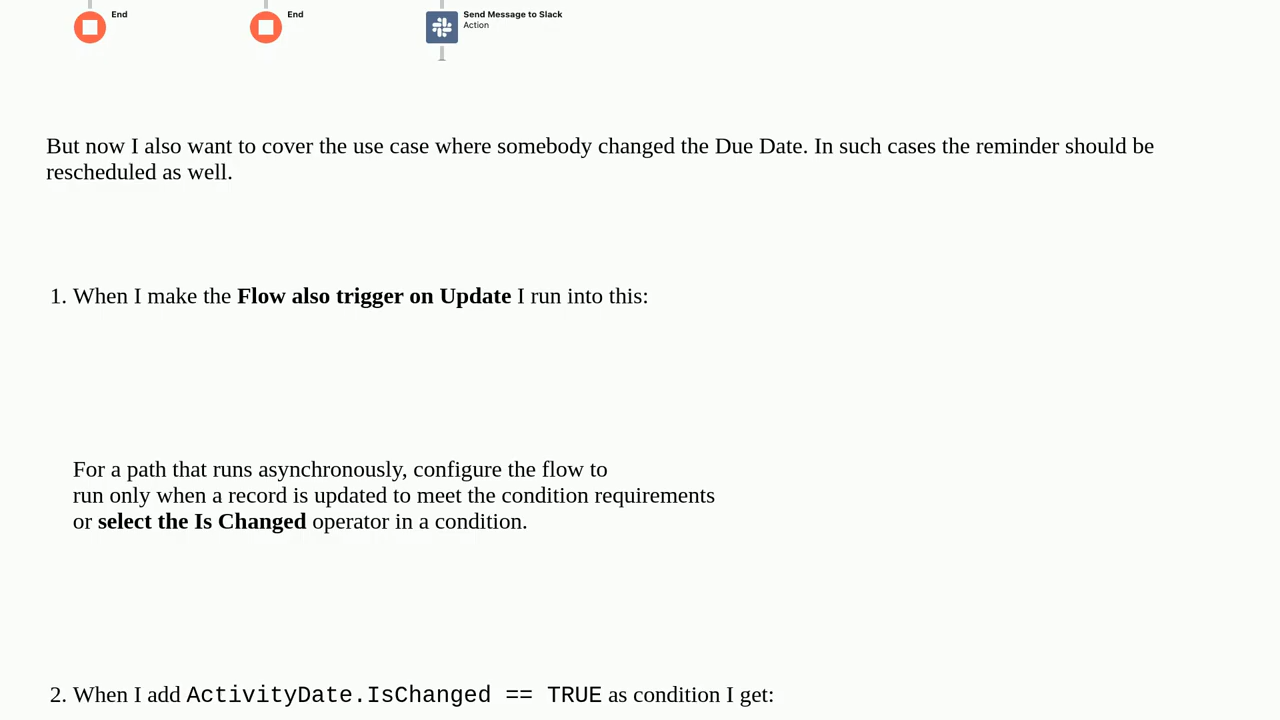 End
End
Send Message to Slack
Action
But now I also want to cover the use case where somebody changed the Due Date. In such cases the reminder should be
rescheduled as well.
1. When I make the Flow also trigger on Update I run into this:
For a path that runs asynchronously, configure the flow to
run only when a record is updated to meet the condition requirements
or select the Is Changed operator in a condition.
2. When I add ActivityDate.IsChanged == TRUE as condition I get: